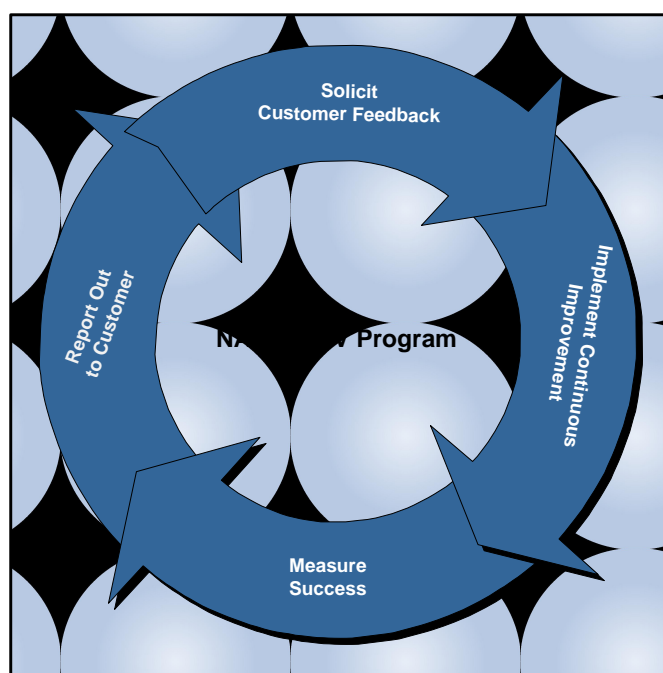 Solicit
Customer Feedback
Implement Continuous
Improvement
Measure
Success
Report Out
to Customer
Program